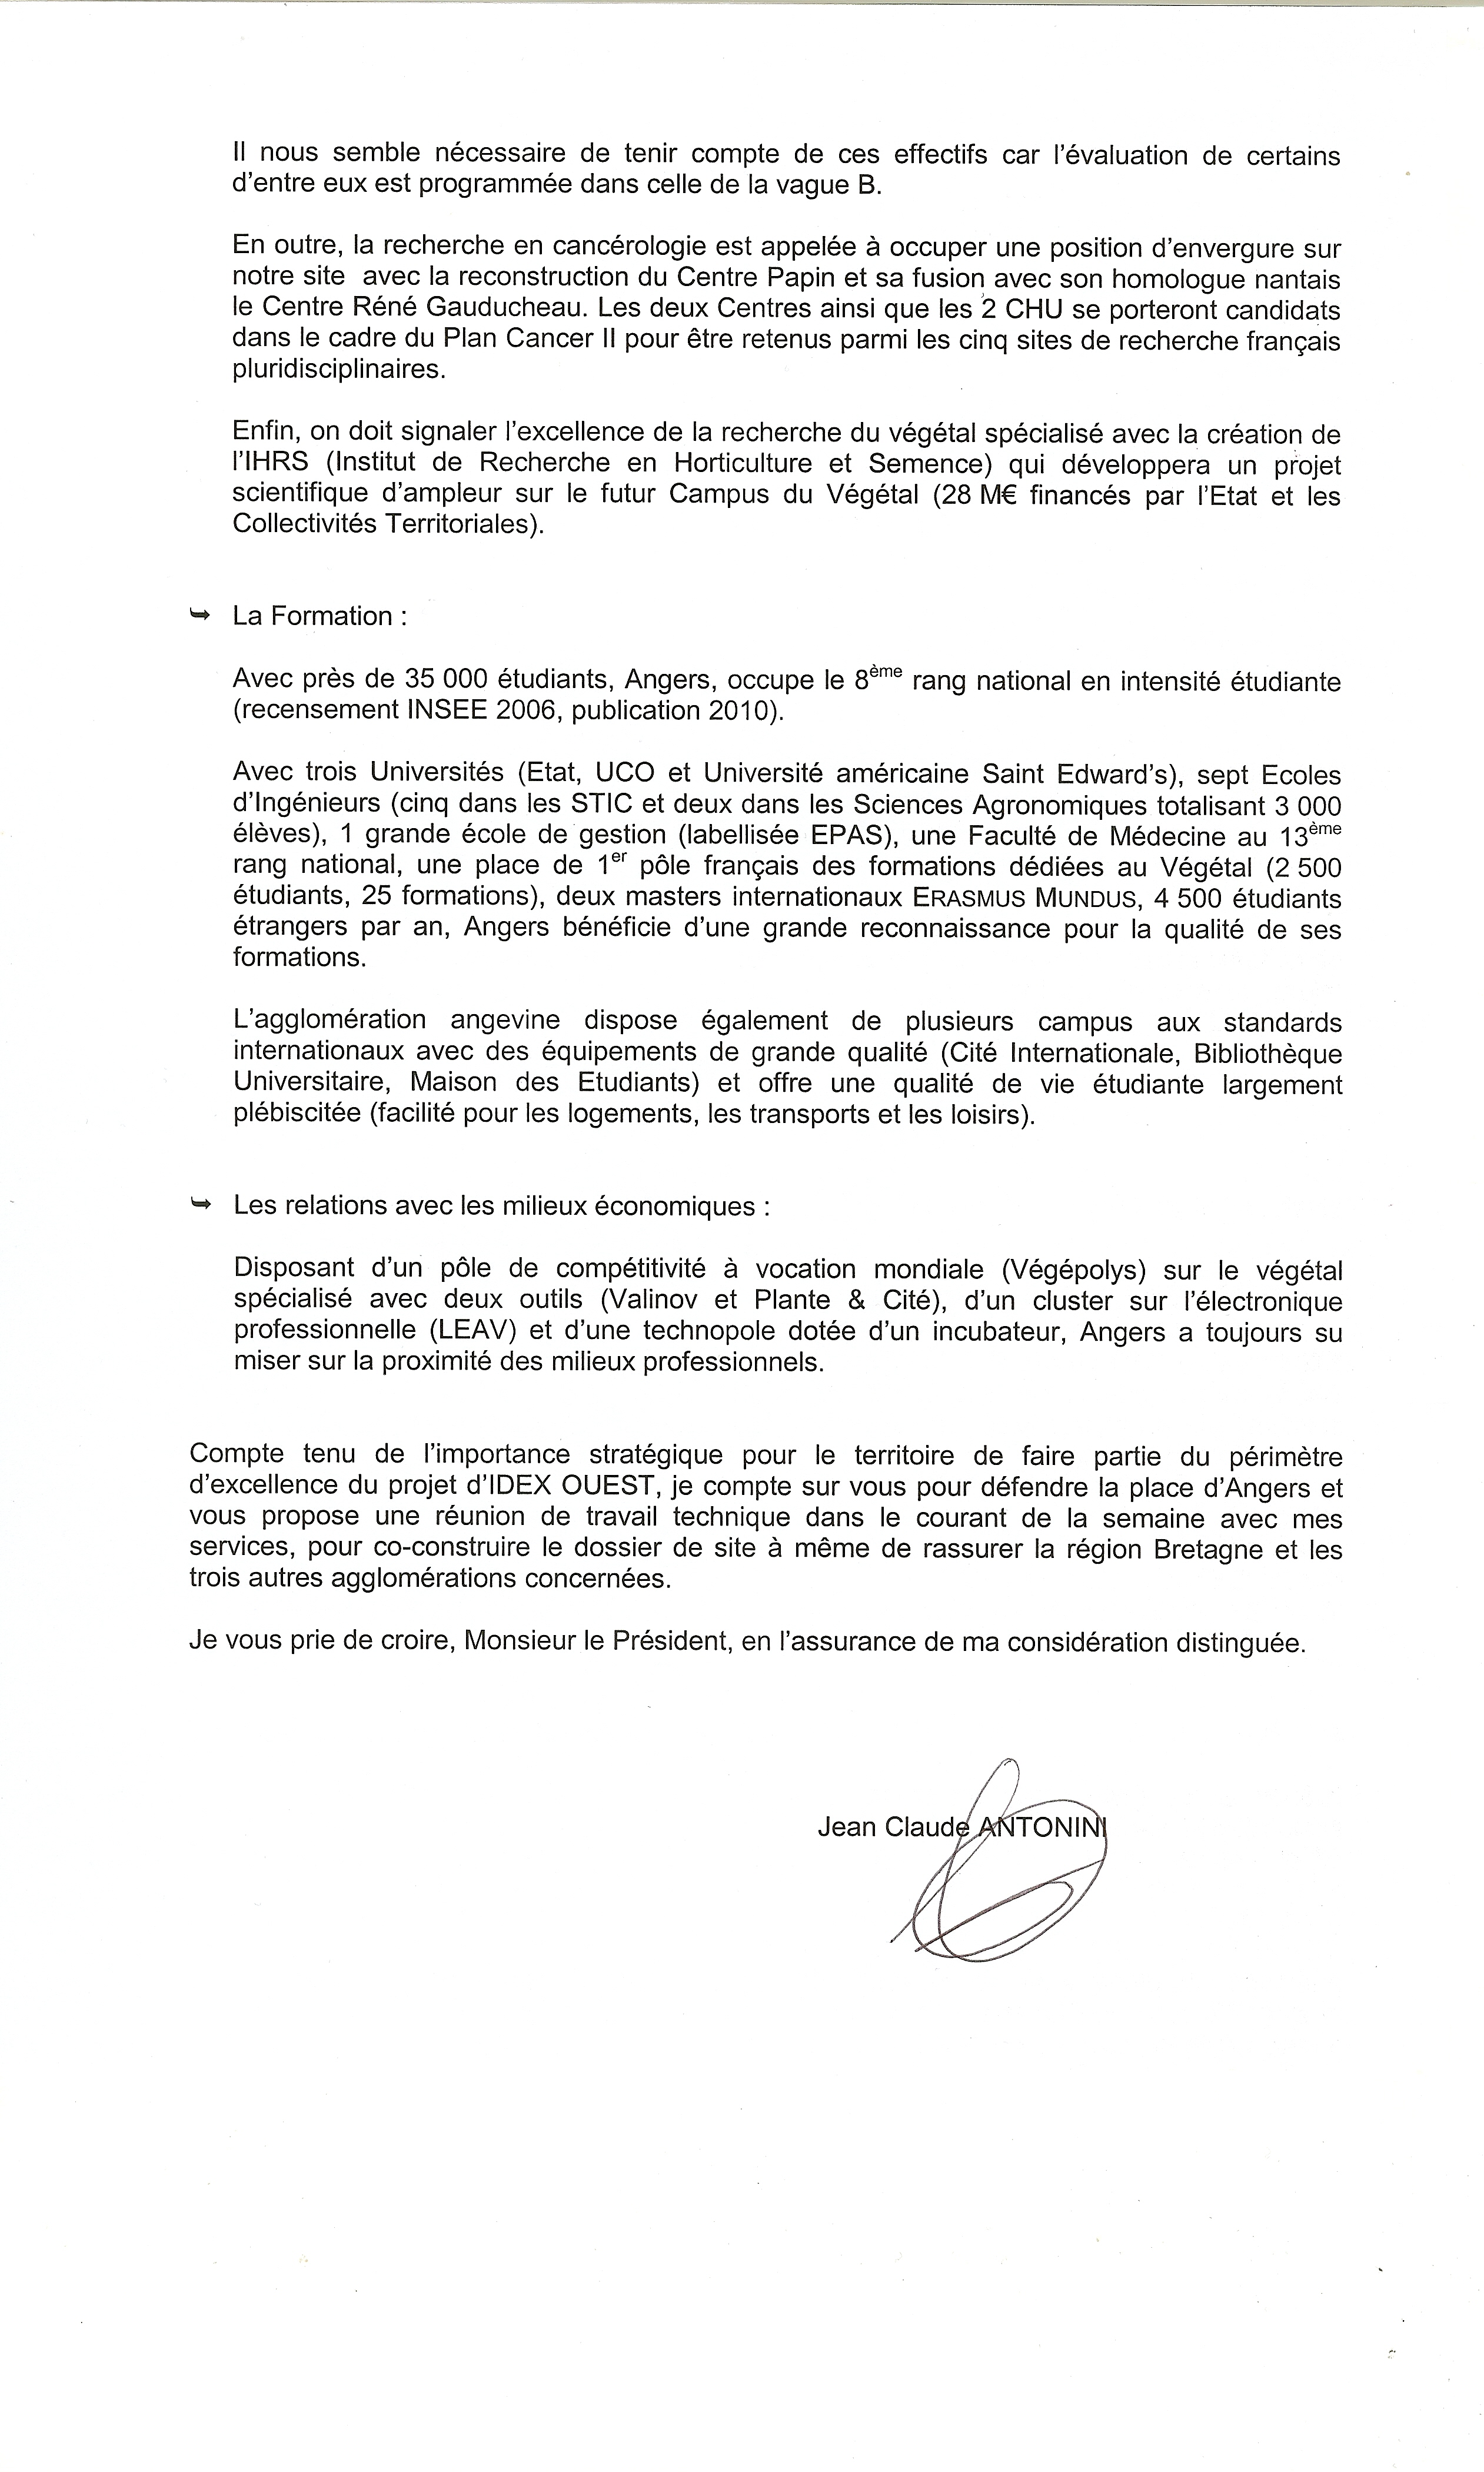 Il nous semble nécessaire de tenir compte de ces effectifs car l'évaluation de certains
d'entre eux est programmée dans celle de la vague B.
En outre, la recherche en cancérologie est appelée à occuper une position d'envergure sur
notre site avec la reconstruction du Centre Papin et sa fusion avec son homologue nantais
le Centre Réné Gauducheau. Les deux Centres ainsi que les 2 CHU se porteront candidats
dans le cadre du Plan Cancer II pour être retenus parmi les cinq sites de recherche français
pluridisciplinaires.
Enfin, on doit signaler l'excellence de la recherche du végétal spécialisé avec la création de
l'IHRS (Institut de Recherche en Horticulture et Semence) qui développera un projet
scientifique d'ampleur sur le futur Campus du Végétal (28 M€ financés par l'Etat et les
Collectivités Territoriales).
➥ La Formation :
Avec près de 35 000 étudiants, Angers, occupe le 8ème rang national en intensité étudiante
(recensement INSEE 2006, publication 2010).
Avec trois Universités (Etat, UCO et Université américaine Saint Edward's), sept Ecoles
d'Ingénieurs (cinq dans les STIC et deux dans les Sciences Agronomiques totalisant 3 000
élèves), 1 grande école de gestion (labellisée EPAS), une Faculté de Médecine au 13ème
rang national, une place de 1er pôle français des formations dédiées au Végétal (2 500
étudiants, 25 formations), deux masters internationaux ERASMUS MUNDUS, 4 500 étudiants
étrangers par an, Angers bénéficie d'une grande reconnaissance pour la qualité de ses
formations.
L'agglomération angevine dispose également de plusieurs campus aux standards
internationaux avec des équipements de grande qualité (Cité Internationale, Bibliothèque
Universitaire, Maison des Etudiants) et offre une qualité de vie étudiante largement
plébiscitée (facilité pour les logements, les transports et les loisirs).
➥ Les relations avec les milieux économiques :
Disposant d'un pôle de compétitivité à vocation mondiale (Végépolys) sur le végétal
spécialisé avec deux outils (Valinov et Plante & Cité), d'un cluster sur l'électronique
professionnelle (LEAV) et d'une technopole dotée d'un incubateur, Angers a toujours su
miser sur la proximité des milieux professionnels.
Compte tenu de l'importance stratégique pour le territoire de faire partie du périmètre
d'excellence du projet d'IDEX OUEST, je compte sur vous pour défendre la place d'Angers et
vous propose une réunion de travail technique dans le courant de la semaine avec mes
services, pour co-construire le dossier de site à même de rassurer la région Bretagne et les
trois autres agglomérations concernées.
Je vous prie de croire, Monsieur le Président, en l'assurance de ma considération distinguée.
Jean Claude ANTONINI